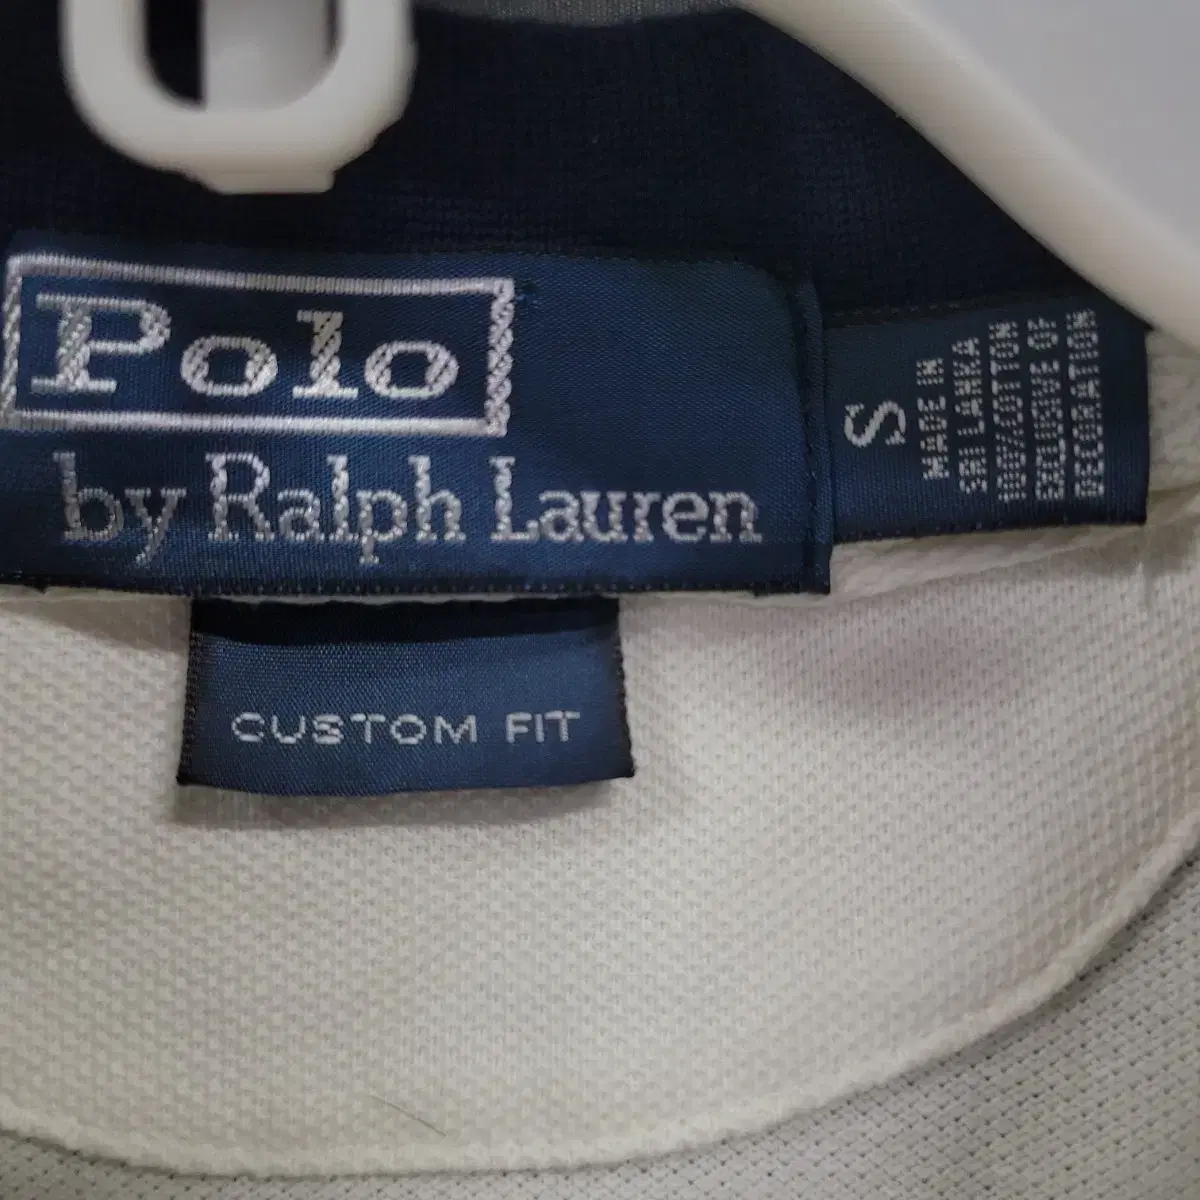 Polo
by Ralph Lauren
CUSTOM FIT
S
MADE IN
SRI LANKA
100% COTTON
EXCLUSIVE OF
DECORATION